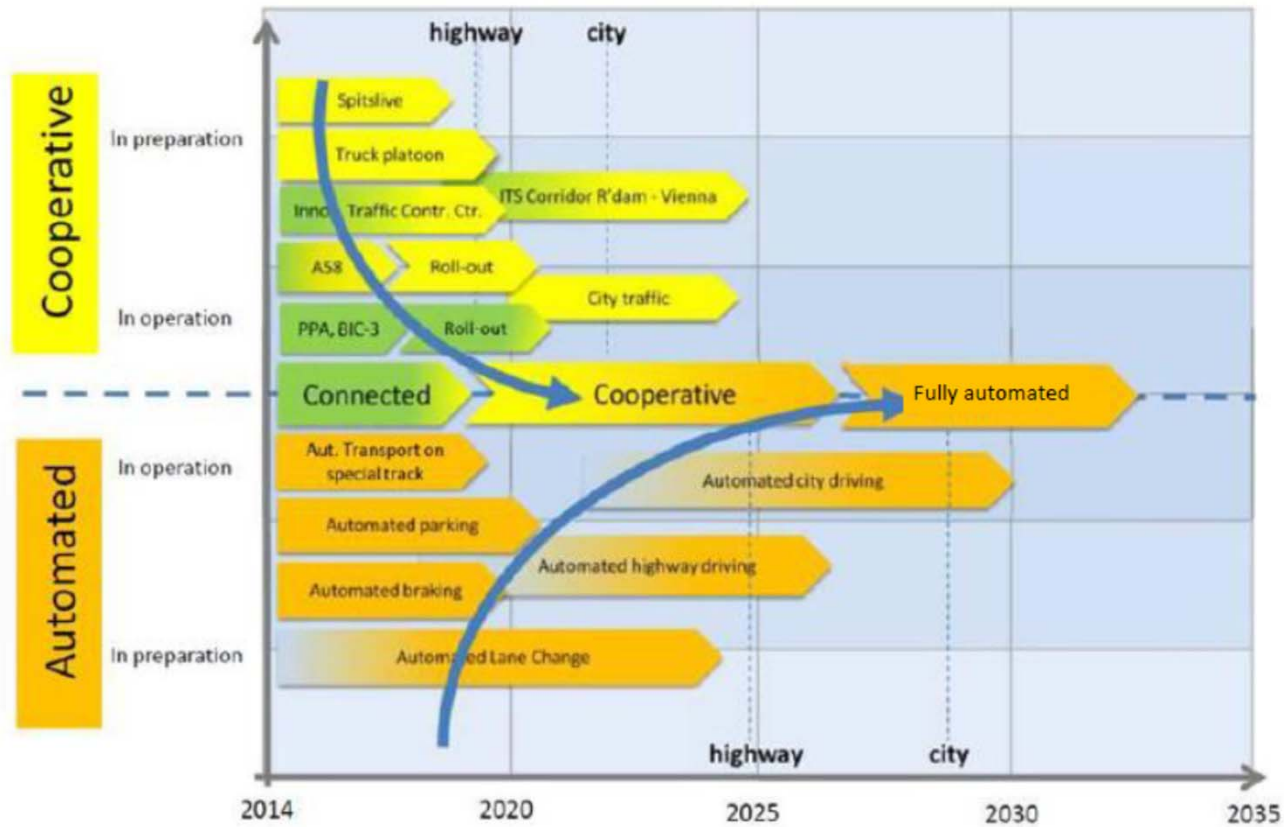 highway
city
Cooperative
In preparation
In operation
Spitslive
Truck platoon
ITS Corridor R'dam - Vienna
Inno Traffic Contr. Ctr.
A58
Roll-out
City traffic
PPA, BIC-3
Roll-out
Connected
Cooperative
Fully automated
Automated
In operation
In preparation
Aut. Transport on
special track
Automated city driving
Automated parking
Automated highway driving
Automated braking
Automated Lane Change
highway
city
2014
2020
2025
2030
2035